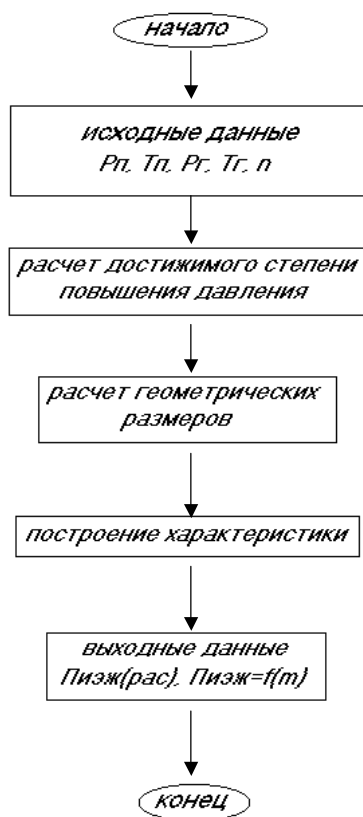 начало
исходные данные
Рп, Тп, Рг, Тг, n
расчет достижимого степени
повышения давления
расчет геометрических
размеров
построение характеристики
выходные данные
Пиэж(рас), Пиэж=f(m)
конец